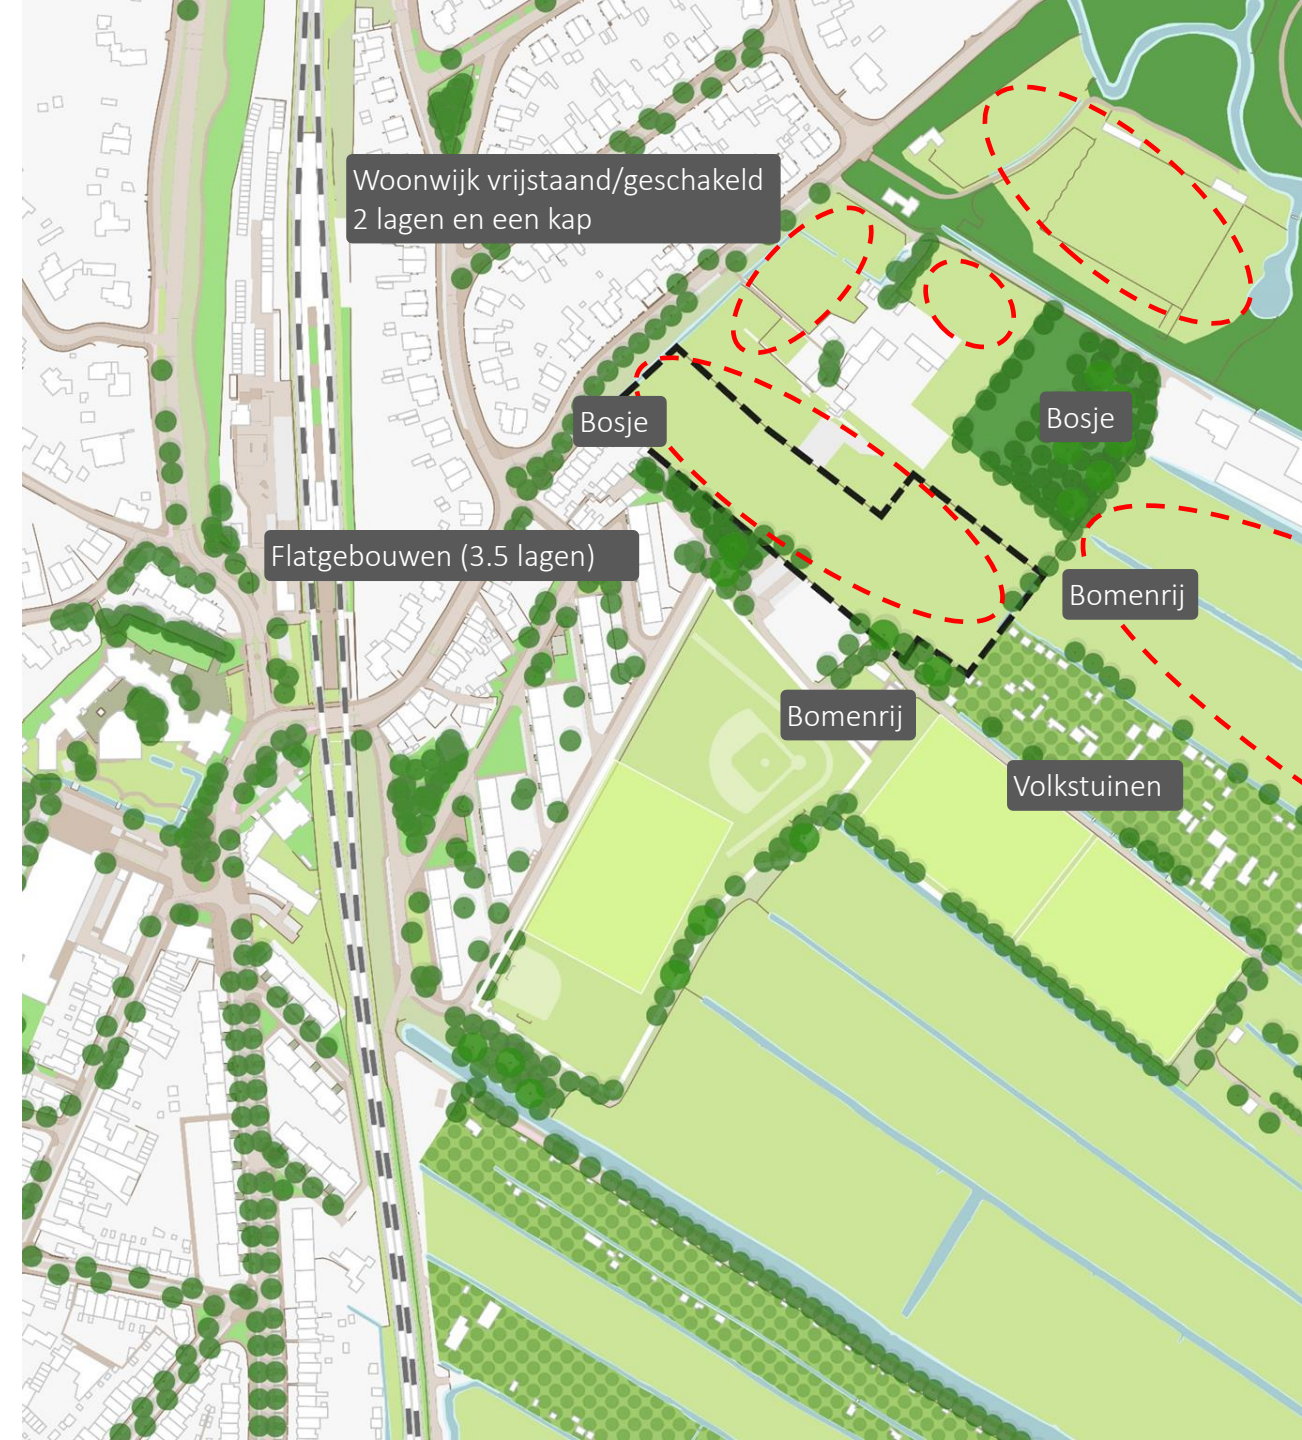 Woonwijk vrijstaand/geschakeld
2 lagen en een kap
Bosje
Bosje
Flatgebouwen (3.5 lagen)
Bomenrij
Bomenrij
Volkstuinen